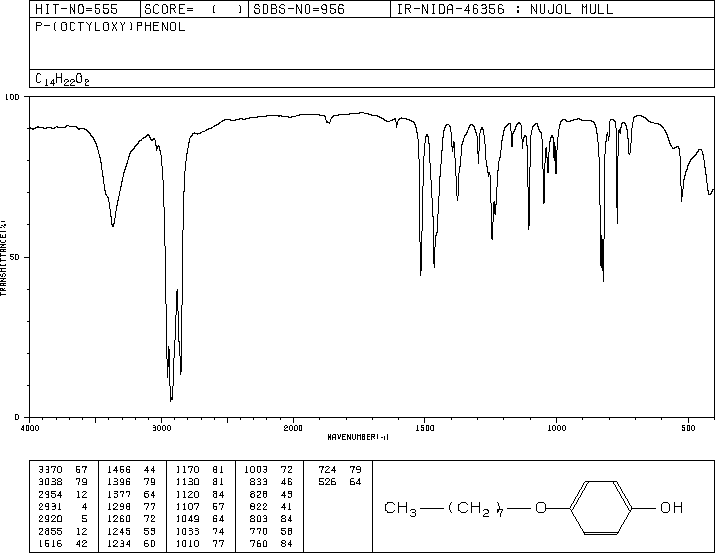 HIT-NO=555 SCORE= ( ) SDBS-NO=956 IR-NIDA-46356 : NUJOL MULL
P-(OCTYLOXY)PHENOL
C14H22O2
100
50
0
TRANSMITTANCE(%)
4000 3000 2000 1500 1000 500
WAVENUMBER(-1)
3370 67 1466 44 1170 81 1003 72 724 79
3038 79 1396 79 1130 81 833 46 526 64
2954 12 1377 64 1120 84 828 49
2931 4 1298 77 1107 67 822 41
2920 5 1260 72 1049 64 803 84
2855 12 1245 59 1033 74 770 58
1516 42 1234 60 1010 77 760 84
CH3 (CH2)7 O OH